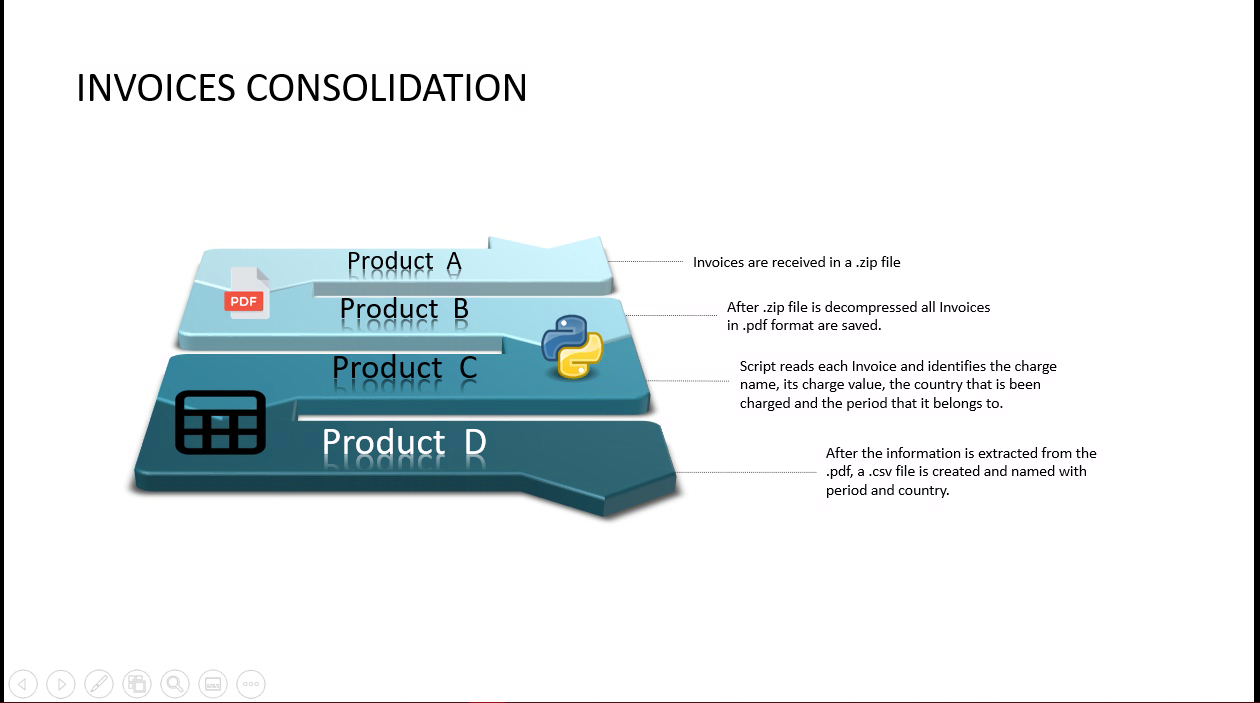 INVOICES CONSOLIDATION
Product A
Invoices are received in a .zip file
PDF
Product B
After .zip file is decompressed all Invoices
in .pdf format are saved.
Product C
Script reads each Invoice and identifies the charge
name, its charge value, the country that is been
charged and the period that it belongs to.
Product D
After the information is extracted from the
.pdf, a .csv file is created and named with
period and country.